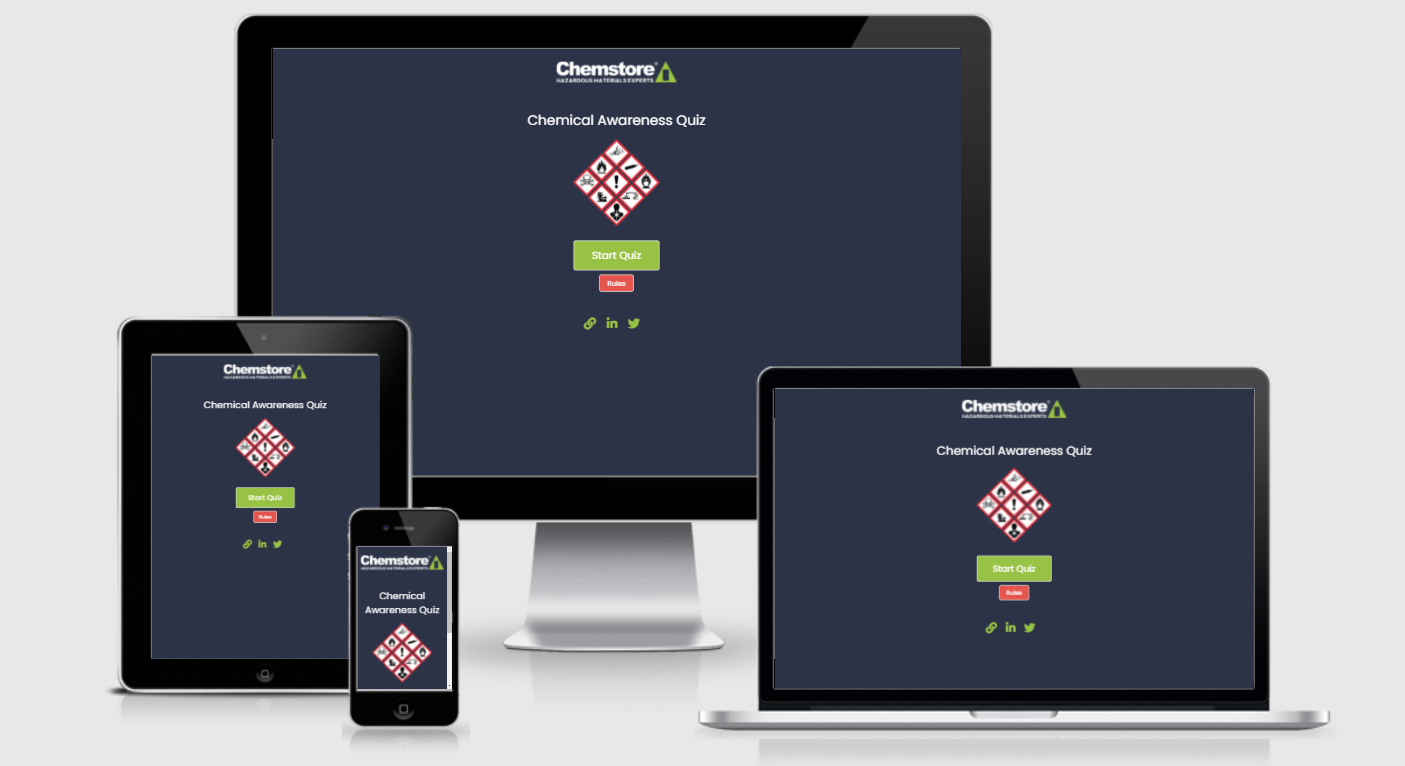 Chemstore®
HAZARDOUS MATERIALS EXPERTS
Chemical Awareness Quiz
Start Quiz
Rules
Chemstore
HAZARDOUS MATERIALS EXPERTS
Chemical Awareness Quiz
Start Quiz
Rules
Chemstore
HAZARDOUS MATERIALS EXPERTS
Chemical
Awareness Quiz
Chemstore
HAZARDOUS MATERIALS EXPERTS
Chemical Awareness Quiz
Start Quiz
Rules